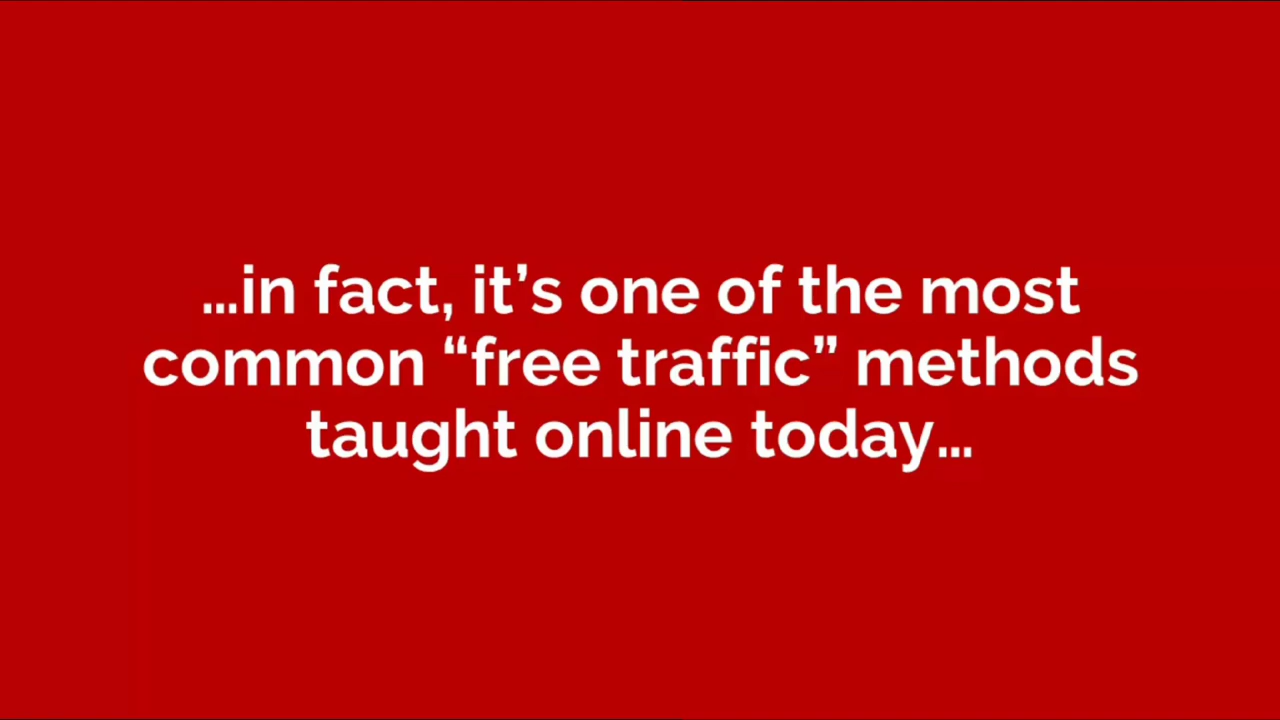 …in fact, it’s one of the most
common “free traffic” methods
taught online today…